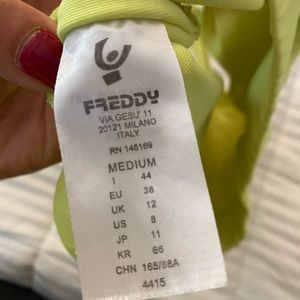 FREDDY
VIA GESU' 11
20121 MILANO
ITALY
RN 145169
MEDIUM
I 44
EU 38
UK 12
US 8
JP 11
KR 66
CHN 165/88A
4415